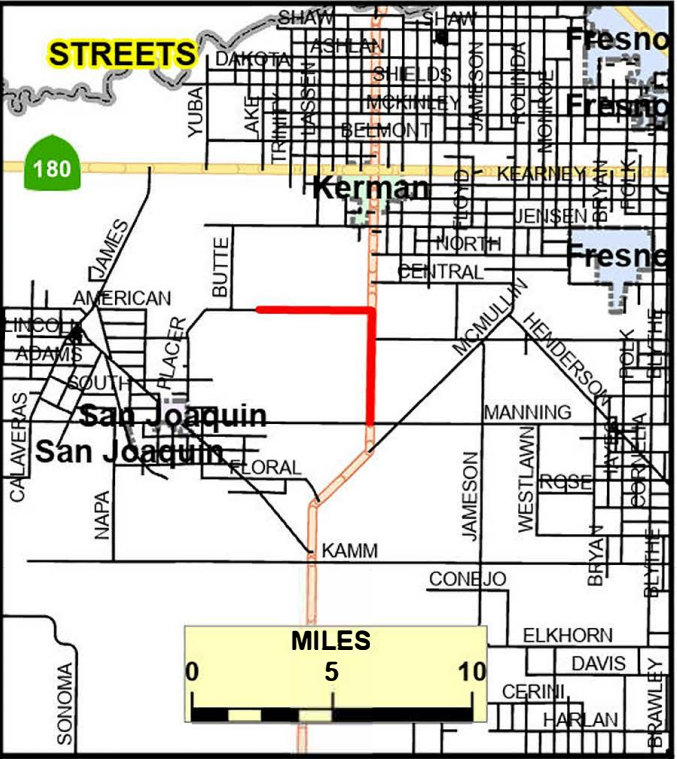 SHAW
SHAW
Fresno
STREETS
DAKOTA
ASHLAN
SHIELDS
YUBA
LAKE
TRINITY
LASSEN
MCKINLEY
JAMESON
ROLINDA
MONROE
Fresno
BELMONT
180
KEARNEY
Kerman
FLOYD
BRYAN
POLK
JENSEN
JAMES
BUTTE
NORTH
Fresno
CENTRAL
AMERICAN
LINCOLN
PLACER
MCMULLIN
HENDERSON
POLK
BLYTHE
ADAMS
SOUTH
CALAVERAS
San Joaquin
San Joaquin
MANNING
FLORAL
NAPA
JAMESON
WESTLAWN
HAYES
CORNELIA
ROSE
KAMM
BRYAN
BLYTHE
CONEJO
ELKHORN
MILES
0 5 10
DAVIS
SONOMA
CERINI
HARLAN
BRAWLEY